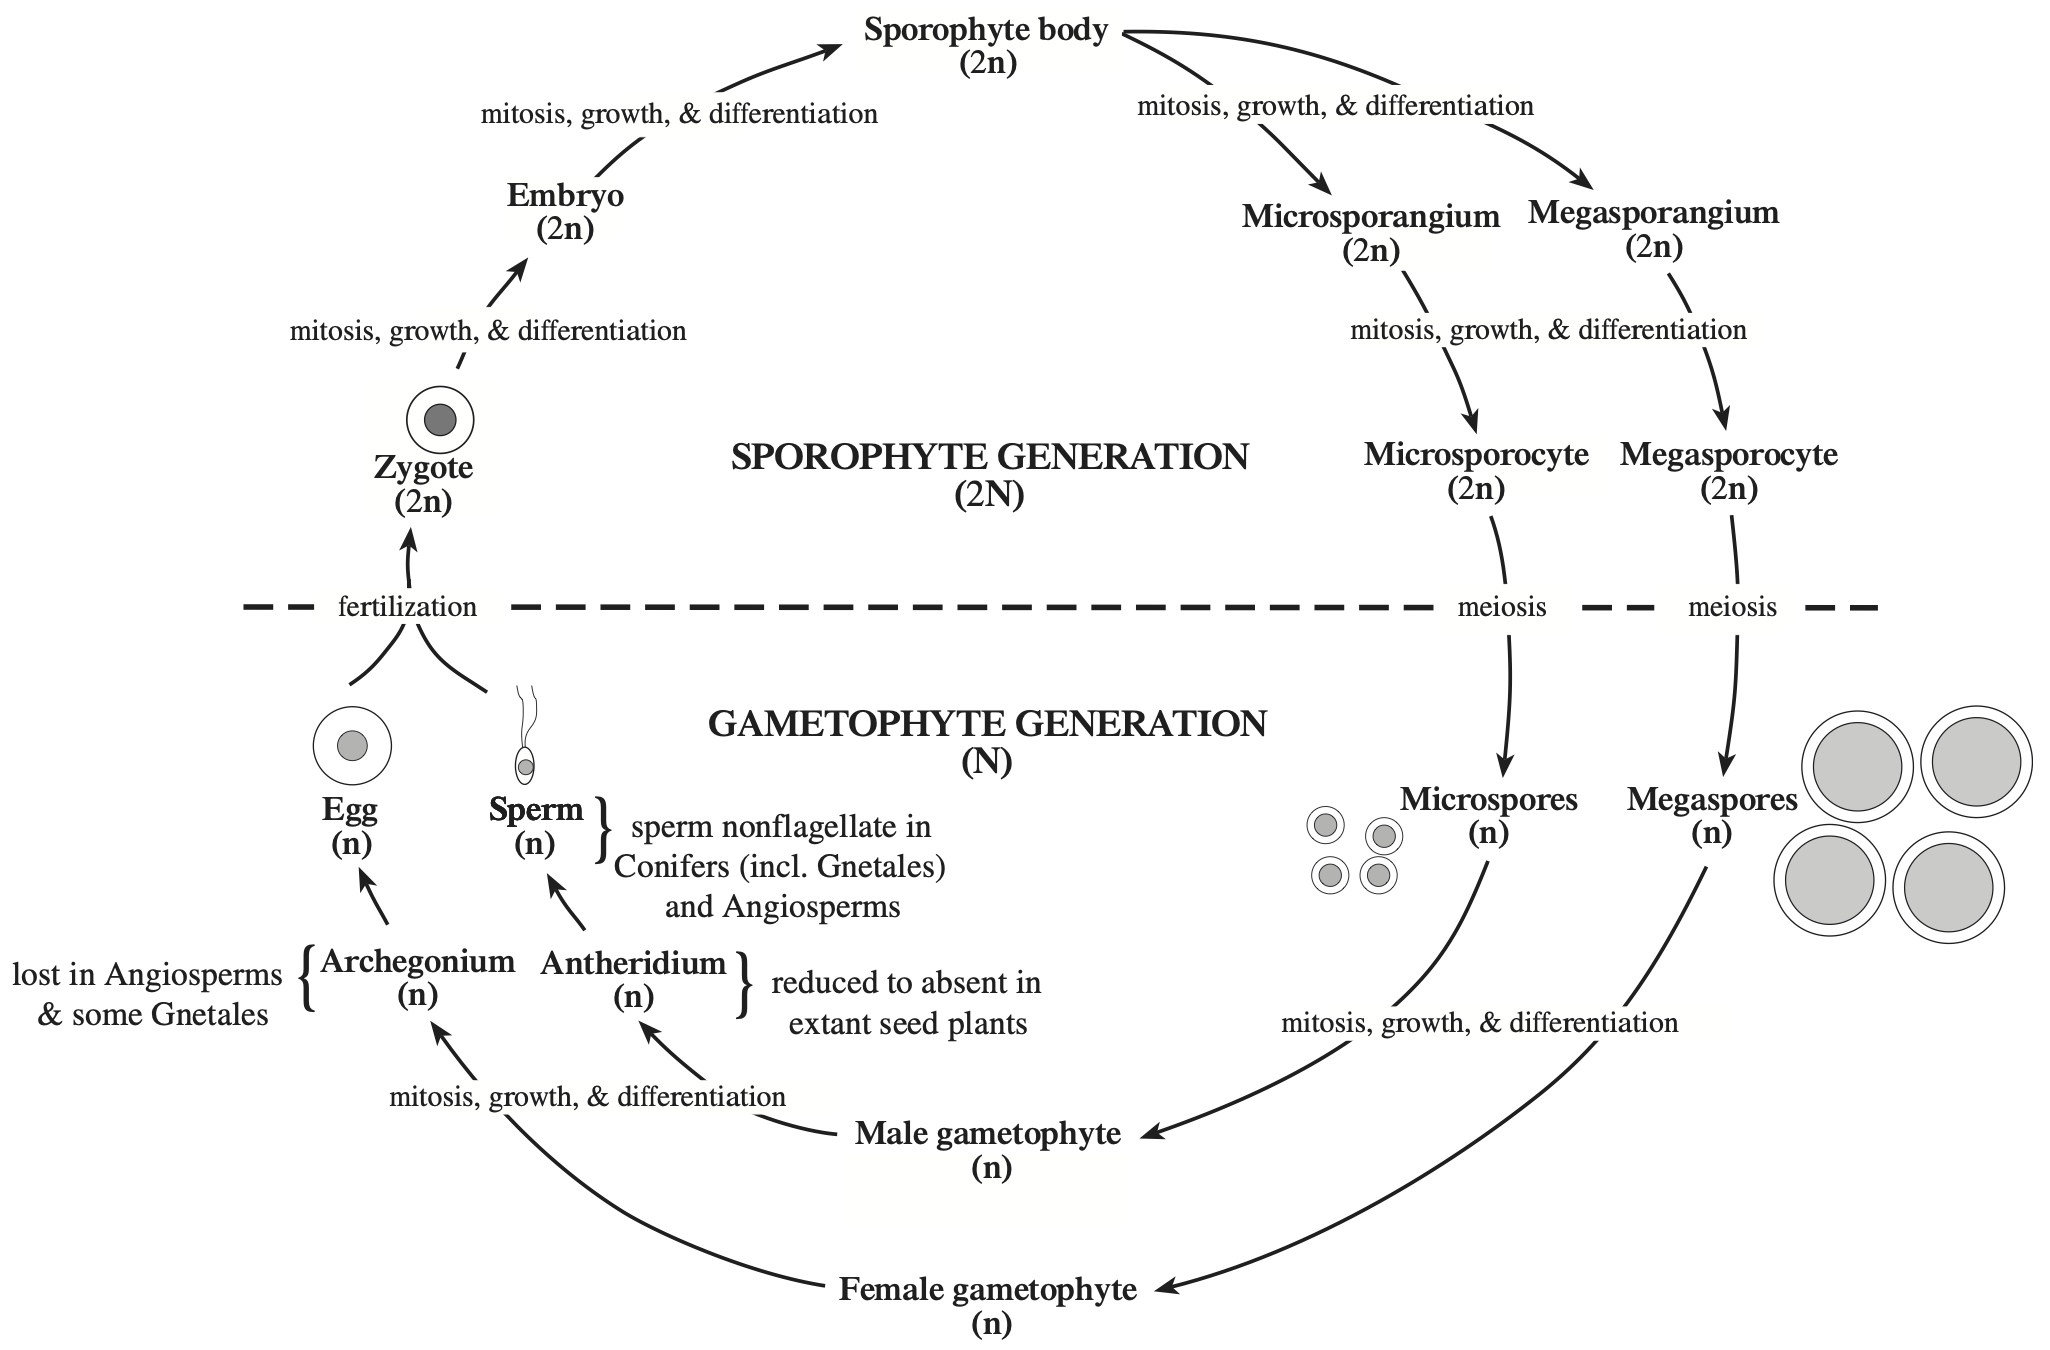 Sporophyte body
(2n)
mitosis, growth, & differentiation
mitosis, growth, & differentiation
Embryo
(2n)
Microsporangium
(2n)
Megasporangium
(2n)
mitosis, growth, & differentiation
mitosis, growth, & differentiation
Zygote
(2n)
SPOROPHYTE GENERATION
(2N)
Microsporocyte
(2n)
Megasporocyte
(2n)
fertilization
meiosis
meiosis
GAMETOPHYTE GENERATION
(N)
Egg
(n)
Sperm
(n)
sperm nonflagellate in
Conifers (incl. Gnetales)
and Angiosperms
Microspores
(n)
Megaspores
(n)
lost in Angiosperms
& some Gnetales
Archegonium
(n)
Antheridium
(n)
reduced to absent in
extant seed plants
mitosis, growth, & differentiation
mitosis, growth, & differentiation
Male gametophyte
(n)
Female gametophyte
(n)